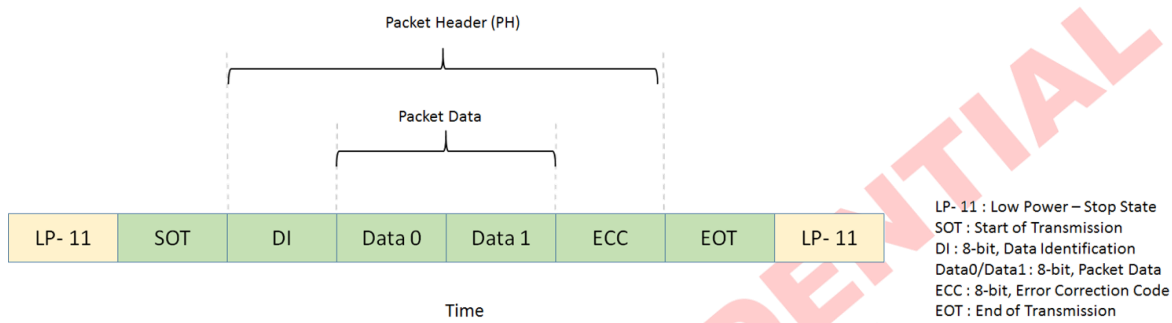 Packet Header (PH)
Packet Data
LP- 11 SOT DI Data 0 Data 1 ECC EOT LP- 11
Time
LP- 11 : Low Power – Stop State
SOT : Start of Transmission
DI : 8-bit, Data Identification
Data0/Data1 : 8-bit, Packet Data
ECC : 8-bit, Error Correction Code
EOT : End of Transmission
DENTIAL